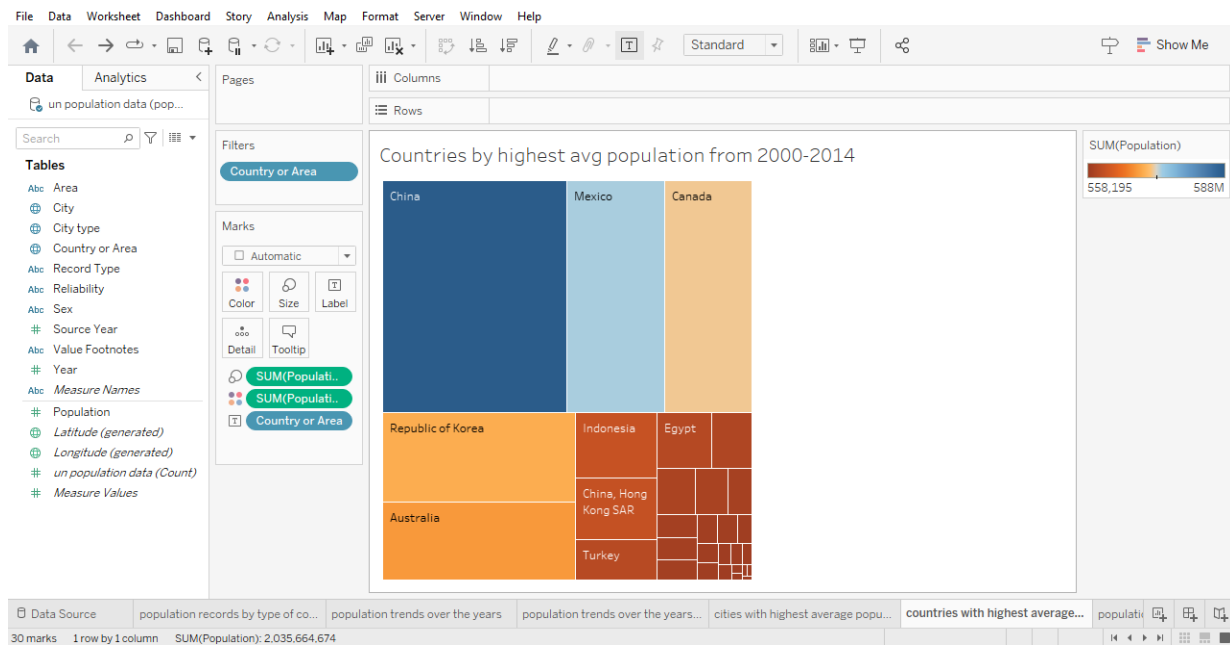 File Data Worksheet Dashboard Story Analysis Map Format Server Window Help
Standard
Show Me
Data Analytics
un population data (pop...
Search
Tables
Abc Area
City
City type
Country or Area
Abc Record Type
Abc Reliability
Abc Sex
# Source Year
Abc Value Footnotes
# Year
Abc Measure Names
# Population
Latitude (generated)
Longitude (generated)
# un population data (Count)
# Measure Values
Pages
Filters
Country or Area
Marks
Automatic
Color Size Label
Detail Tooltip
SUM(Populati..
SUM(Populati..
Country or Area
Columns
Rows
Countries by highest avg population from 2000-2014
China Mexico Canada
Republic of Korea Indonesia Egypt
China, Hong
Kong SAR
Australia
Turkey
SUM(Population)
558,195 588M
Data Source population records by type of co... population trends over the years population trends over the years... cities with highest average popu... countries with highest average... populati
30 marks 1 row by 1 column SUM(Population): 2,035,664,674